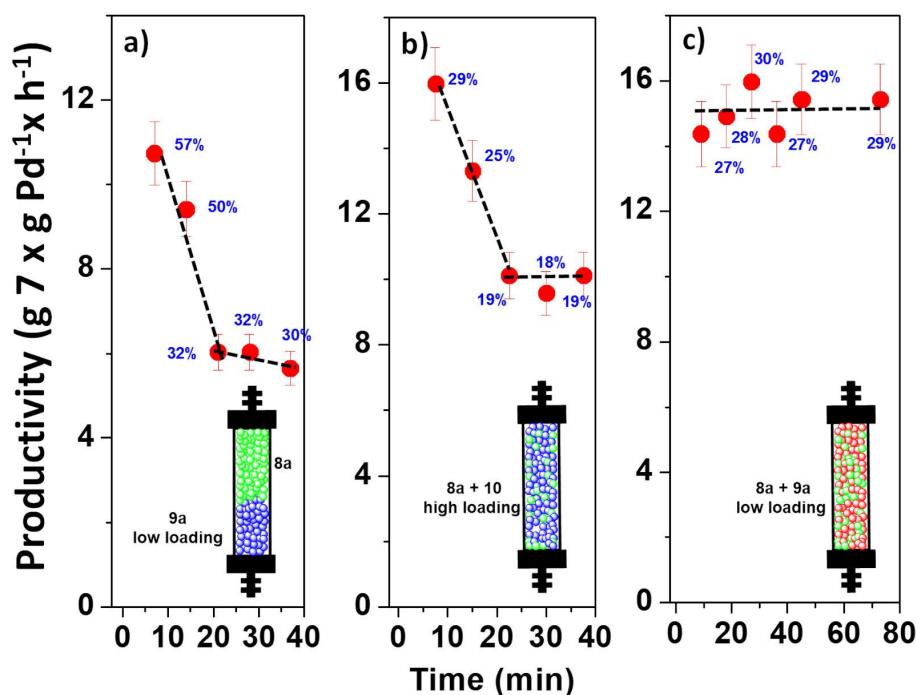 Productivity (g 7 x g Pd⁻¹x h⁻¹)
a)
12
8
4
0
57%
50%
32%
32%
30%
8a
9a
low loading
0 10 20 30 40
b)
16
12
8
4
0
29%
25%
18%
19%
19%
8a + 10
high loading
0 10 20 30 40
c)
16
12
8
4
0
30%
29%
28%
27%
27%
29%
8a + 9a
low loading
0 20 40 60 80
Time (min)